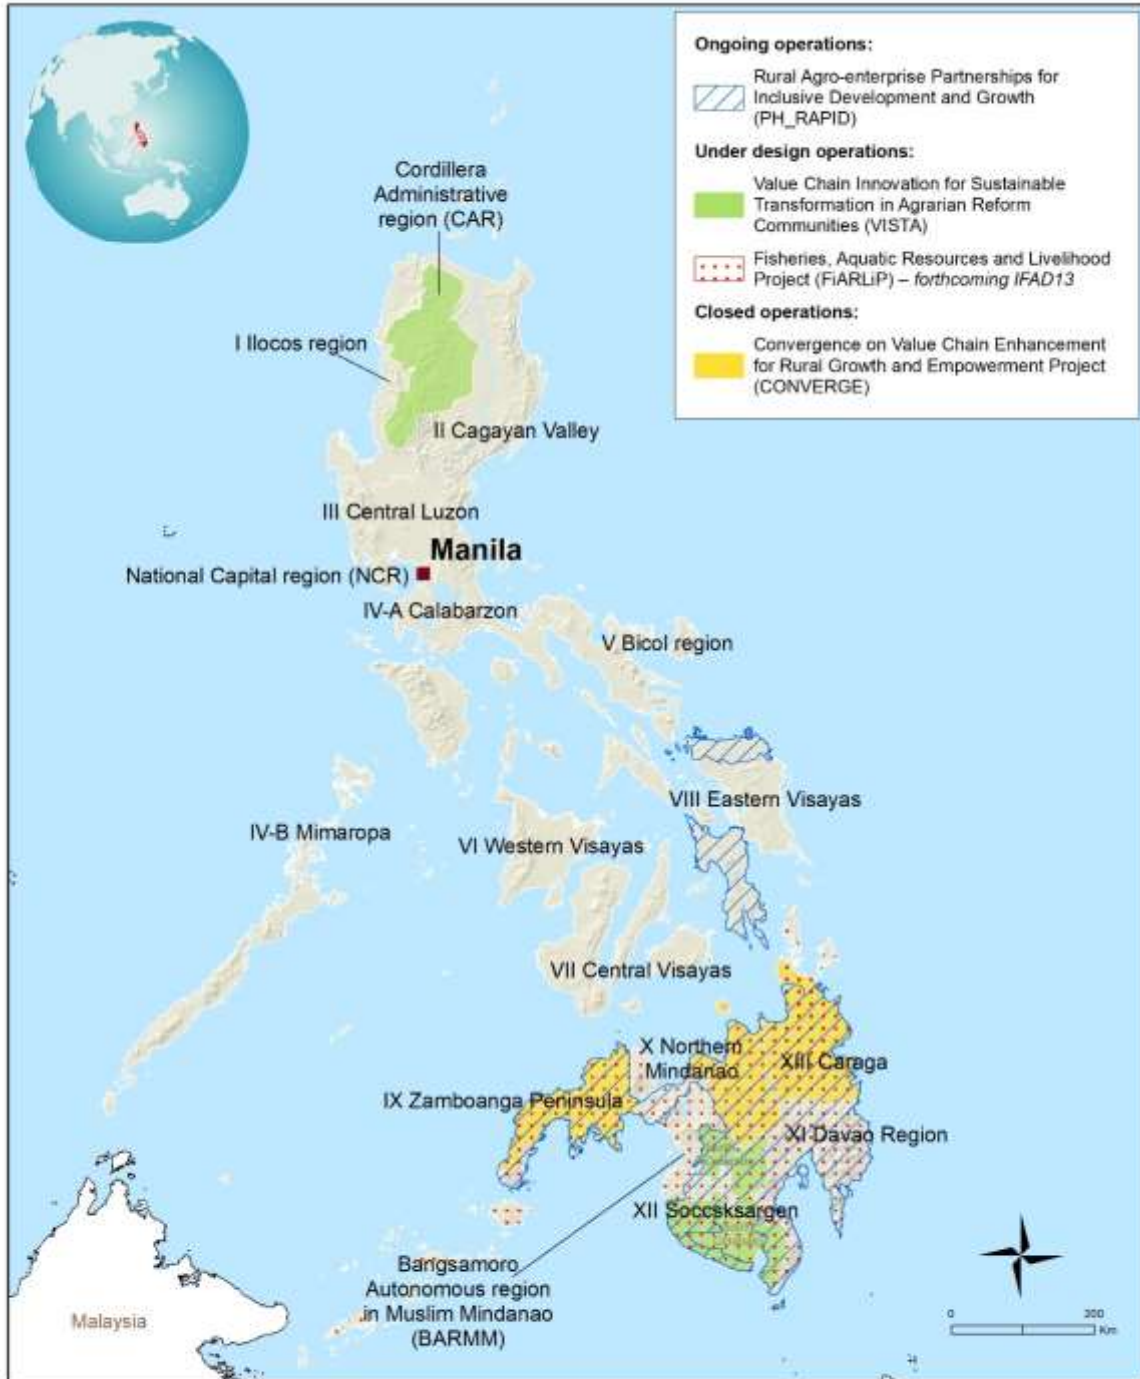 Ongoing operations:
Rural Agro-enterprise Partnerships for
Inclusive Development and Growth
(PH_RAPID)
Under design operations:
Value Chain Innovation for Sustainable
Transformation in Agrarian Reform
Communities (VISTA)
Fisheries, Aquatic Resources and Livelihood
Project (FiARLiP) – forthcoming IFAD13
Closed operations:
Convergence on Value Chain Enhancement
for Rural Growth and Empowerment Project
(CONVERGE)
Cordillera
Administrative
region (CAR)
I Ilocos region
II Cagayan Valley
III Central Luzon
Manila
National Capital region (NCR)
IV-A Calabarzon
V Bicol region
VIII Eastern Visayas
IV-B Mimaropa
VI Western Visayas
VII Central Visayas
X Northern
Mindanao
XIII Caraga
IX Zamboanga Peninsula
XI Davao Region
XII Soccsksargen
Bangsamoro
Autonomous region
in Muslim Mindanao
(BARMM)
Malaysia
0 200
Km